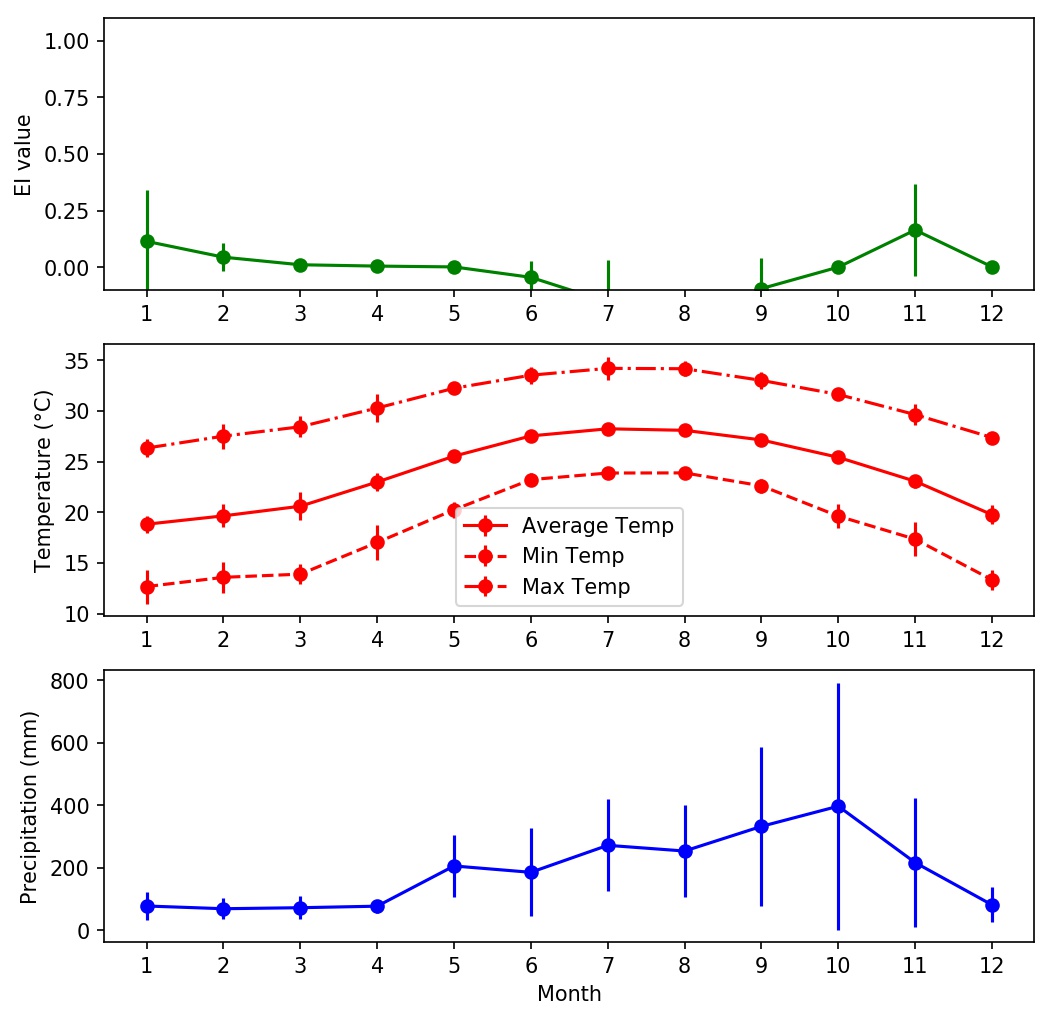 1.00
0.75
0.50
0.25
0.00
EI value
1 2 3 4 5 6 7 8 9 10 11 12
35
30
25
20
15
10
Temperature (°C)
Average Temp
Min Temp
Max Temp
1 2 3 4 5 6 7 8 9 10 11 12
800
600
400
200
0
Precipitation (mm)
1 2 3 4 5 6 7 8 9 10 11 12
Month